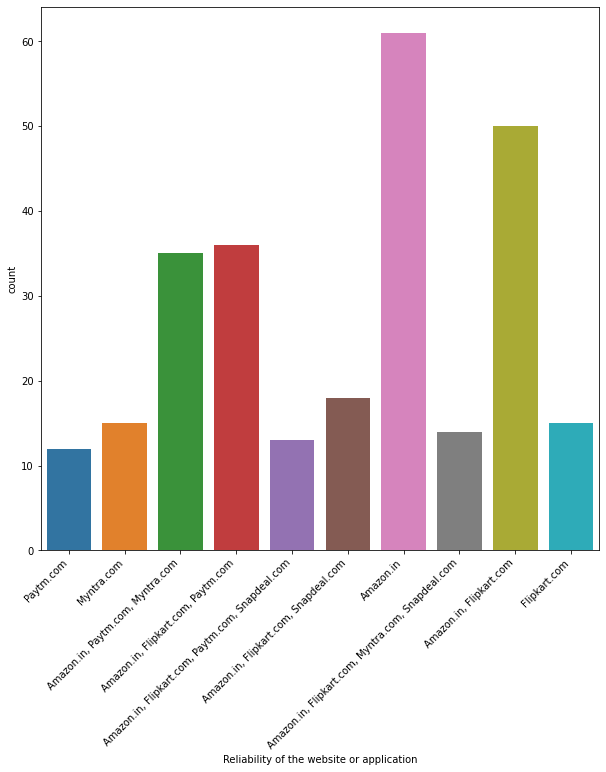 60
50
40
30
20
10
0
count
Paytm.com
Myntra.com
Amazon.in, Paytm.com, Myntra.com
Amazon.in, Flipkart.com, Paytm.com
Amazon.in, Flipkart.com, Paytm.com, Snapdeal.com
Amazon.in, Flipkart.com, Snapdeal.com
Amazon.in
Amazon.in, Flipkart.com, Myntra.com, Snapdeal.com
Amazon.in, Flipkart.com
Flipkart.com
Reliability of the website or application